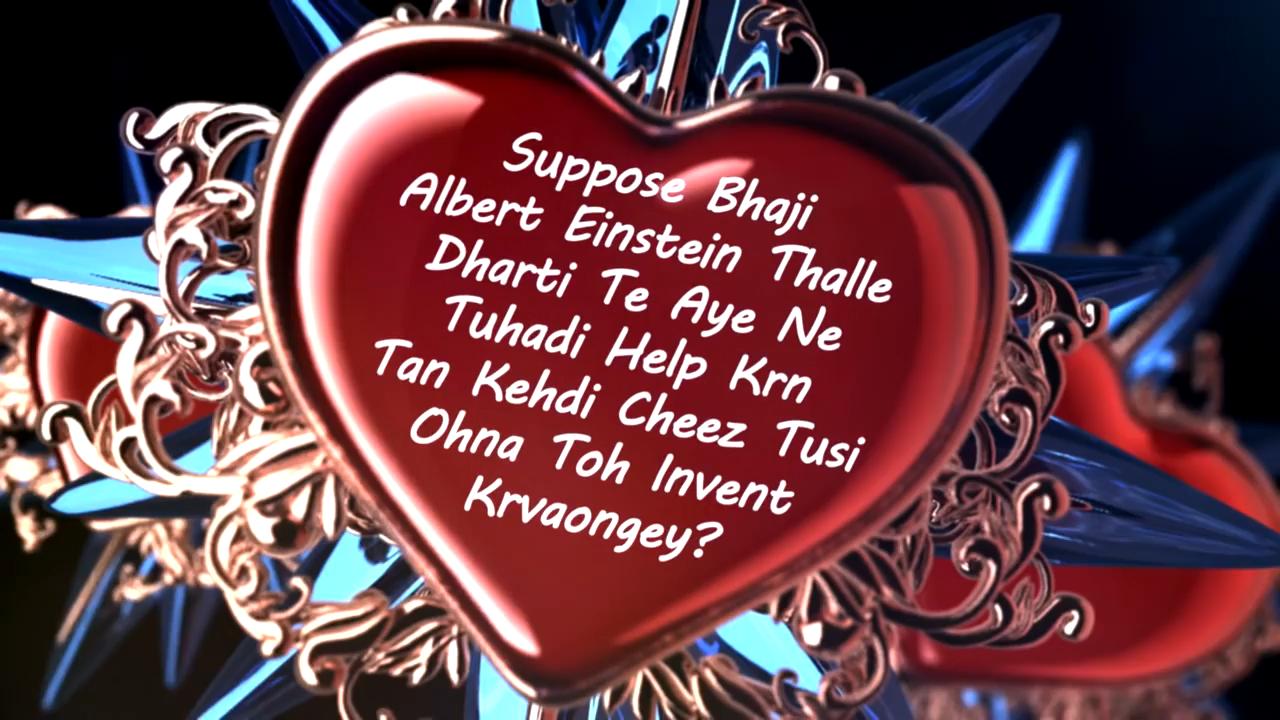 Suppose Bhaji
Albert Einstein Thalle
Dharti Te Aye Ne
Tuhadi Help Krn
Tan Kehdi Cheez Tusi
Ohna Toh Invent
Krvaongey?